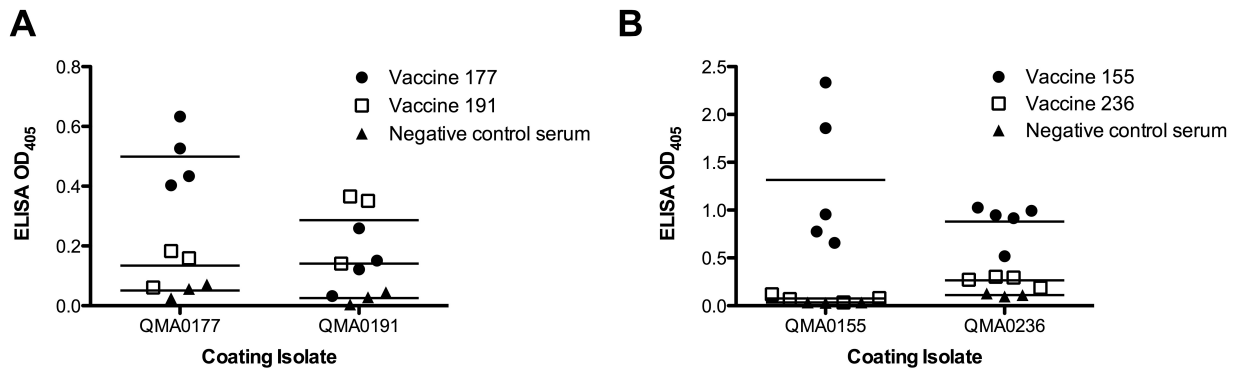 A
B
0.8
0.6
0.4
0.2
0.0
ELISA OD405
Vaccine 177
Vaccine 191
Negative control serum
QMA0177
QMA0191
Coating Isolate
2.5
2.0
1.5
1.0
0.5
0.0
ELISA OD405
Vaccine 155
Vaccine 236
Negative control serum
QMA0155
QMA0236
Coating Isolate